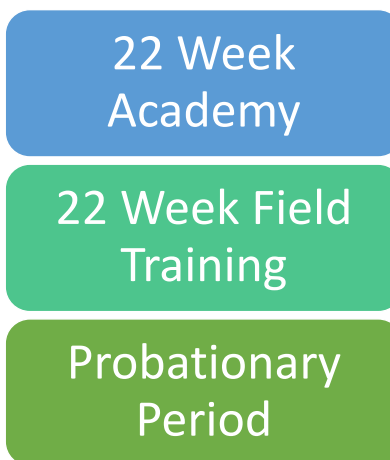 22 Week
Academy
22 Week Field
Training
Probationary
Period